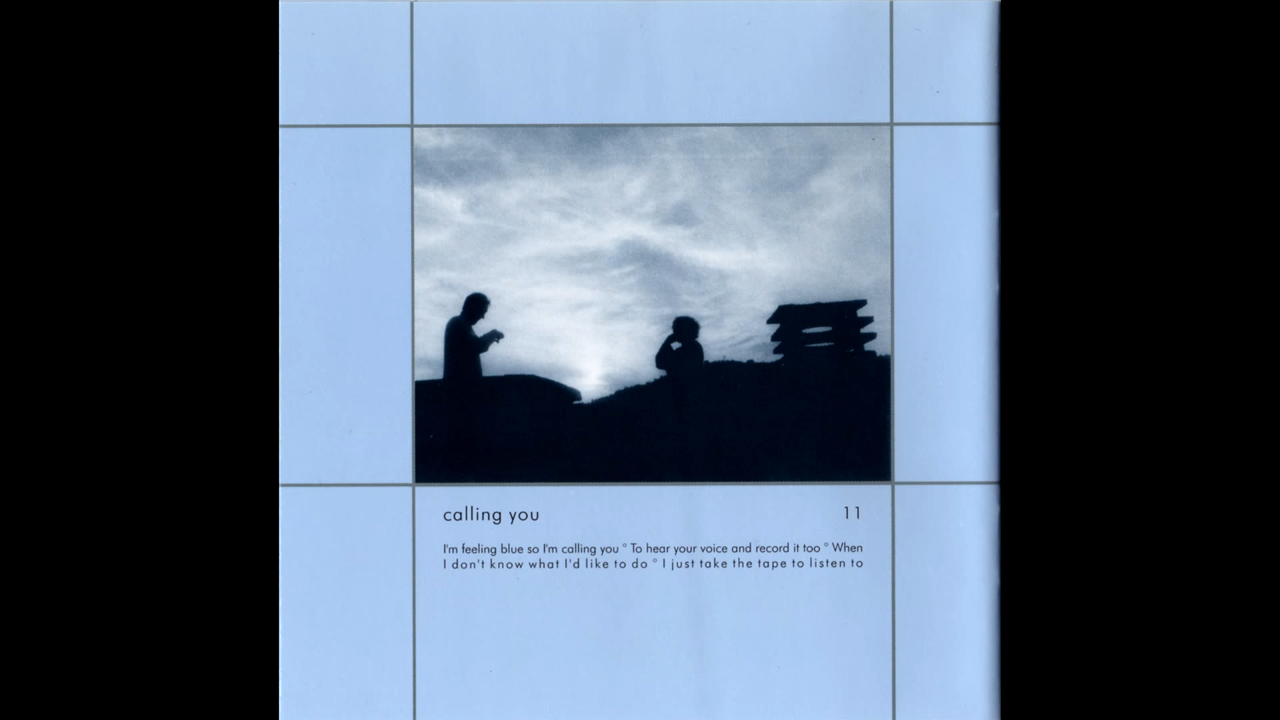 calling you 11
I'm feeling blue so I'm calling you ° To hear your voice and record it too ° When
I don't know what I'd like to do ° I just take the tape to listen to